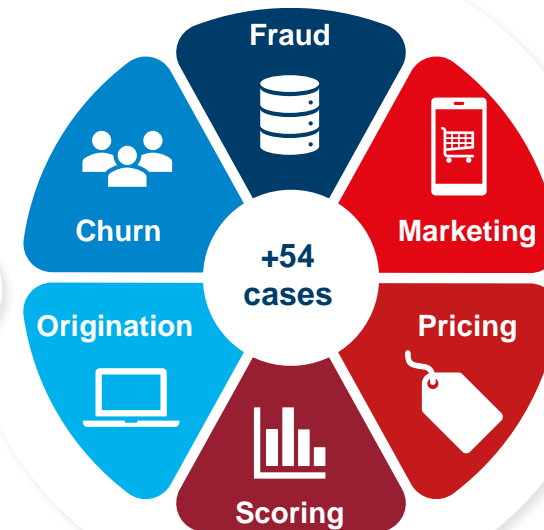 Fraud
Churn
Marketing
+54
cases
Origination
Pricing
Scoring